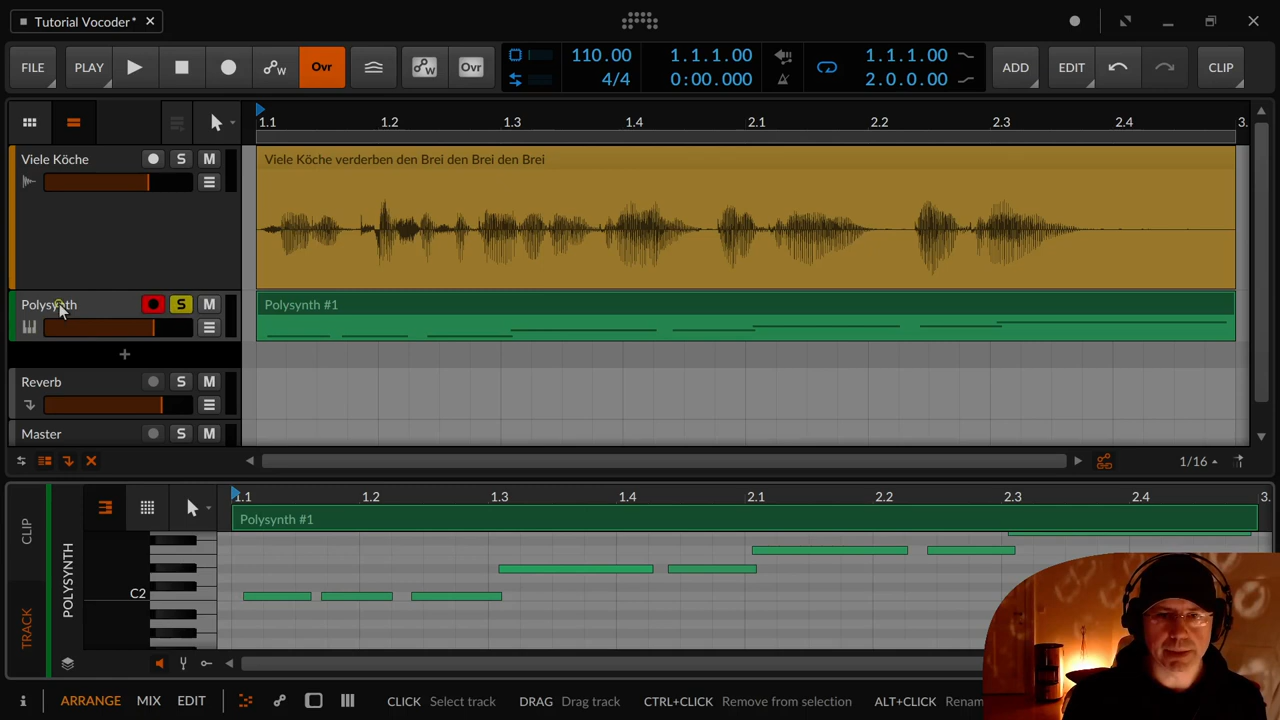 Tutorial Vocoder*
FILE PLAY Ovr Ovr 110.00 4/4 1.1.1.00 0:00.000 1.1.1.00 2.0.0.00 ADD EDIT CLIP
1.1 1.2 1.3 1.4 2.1 2.2 2.3 2.4 3.
Viele Köche S M
Viele Köche verderben den Brei den Brei den Brei
Polysynth S M
Polysynth #1
+
Reverb S M
Master S M
1/16
1.1 1.2 1.3 1.4 2.1 2.2 2.3 2.4 3.
Polysynth #1
CLIP
TRACK
POLYSYNTH
C2
ARRANGE MIX EDIT CLICK Select track DRAG Drag track CTRL+CLICK Remove from selection ALT+CLICK Renam